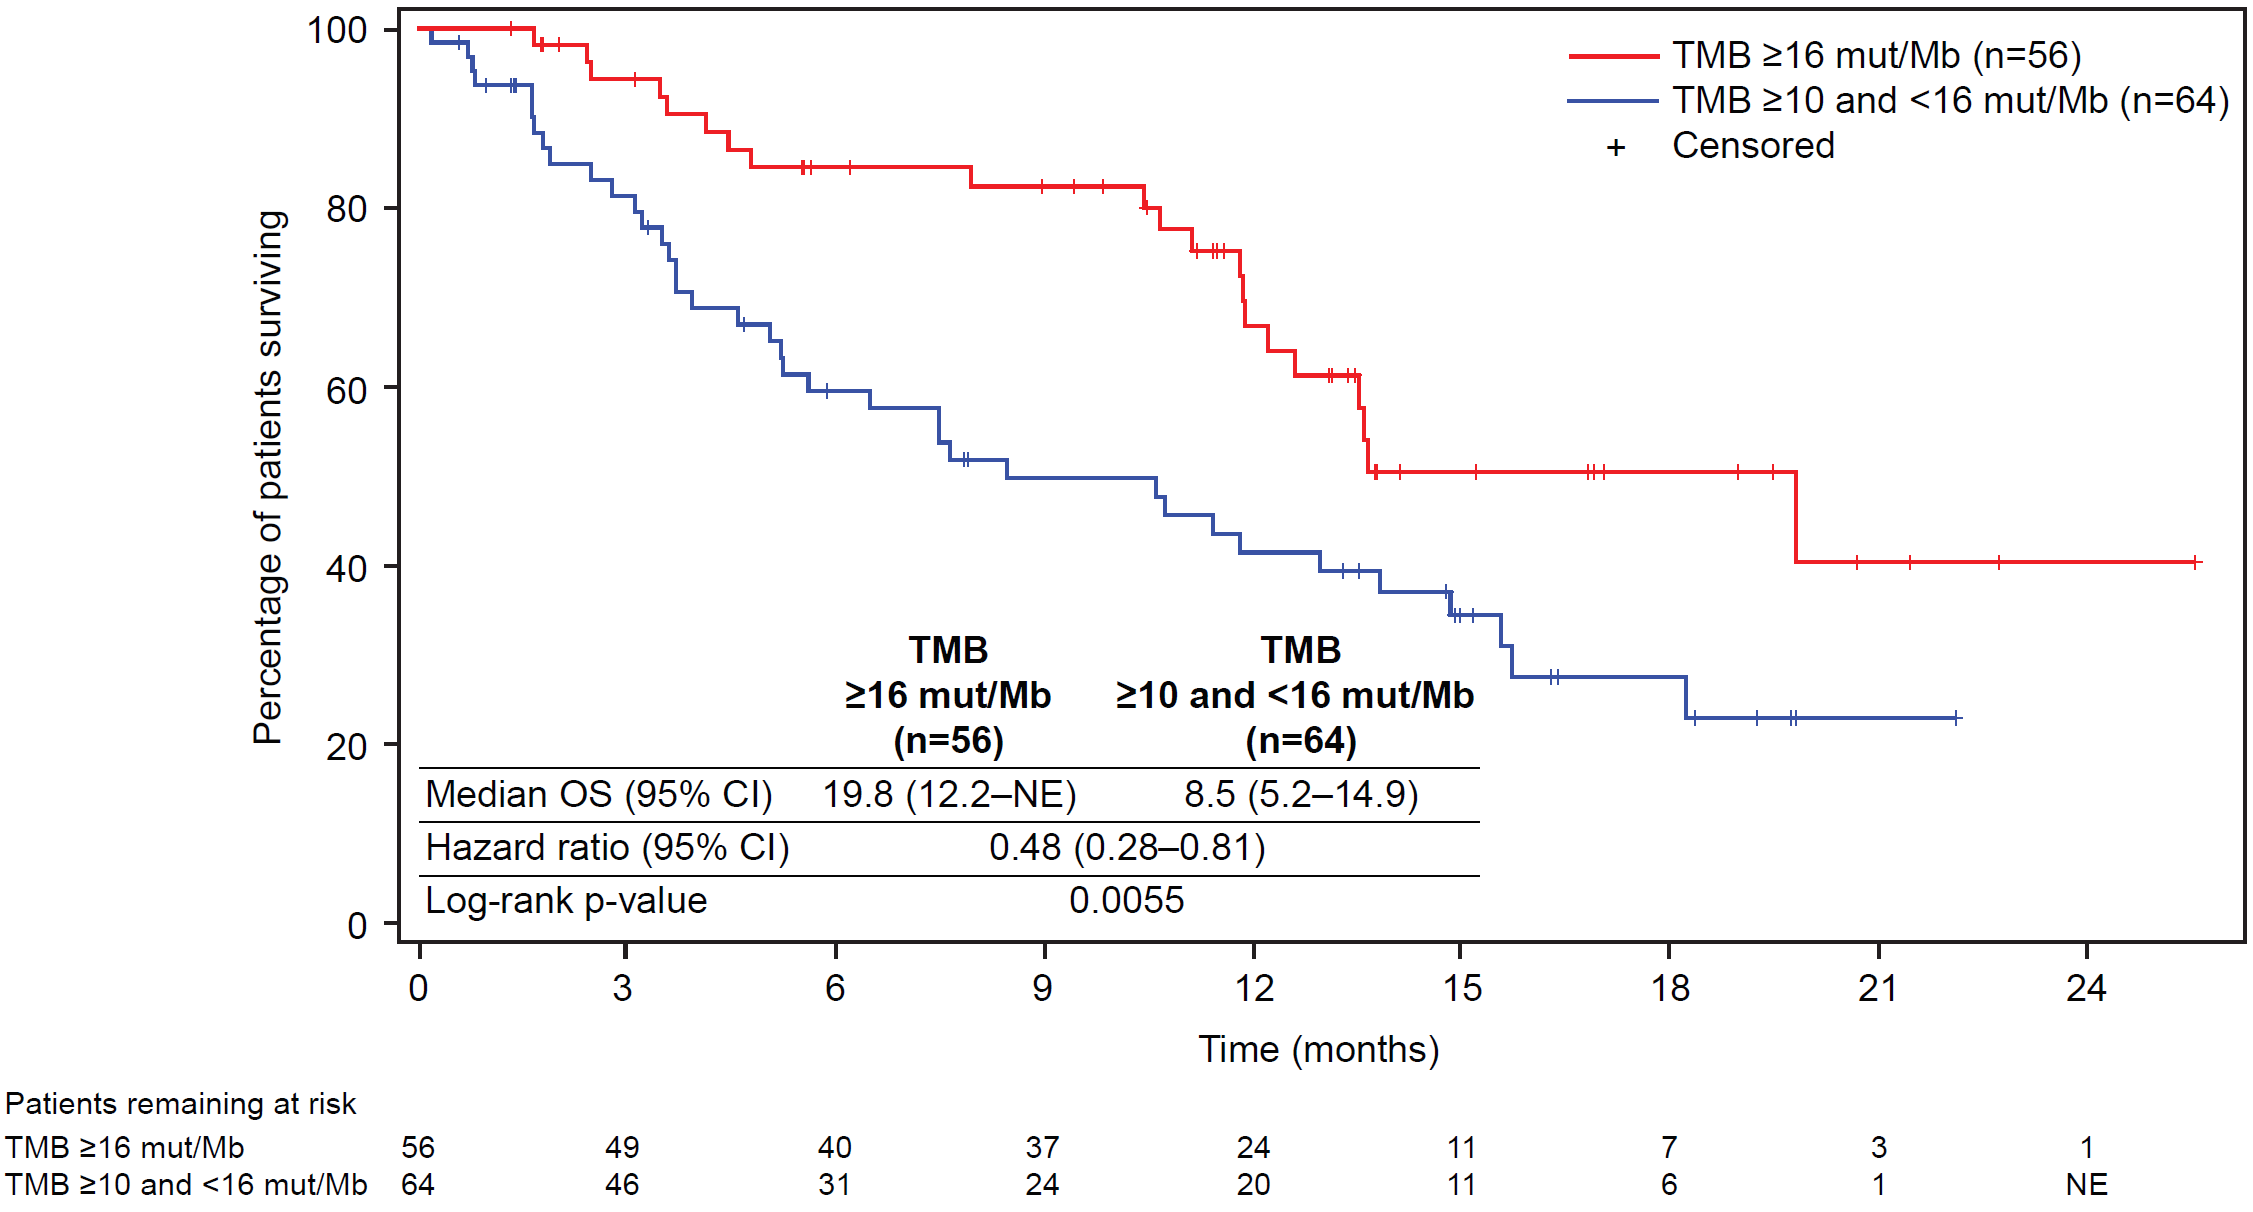 100
80
60
40
20
0
Percentage of patients surviving
TMB ≥16 mut/Mb (n=56)
TMB ≥10 and <16 mut/Mb (n=64)
+ Censored
TMB ≥16 mut/Mb (n=56)
TMB ≥10 and <16 mut/Mb (n=64)
Median OS (95% CI) 19.8 (12.2–NE) 8.5 (5.2–14.9)
Hazard ratio (95% CI) 0.48 (0.28–0.81)
Log-rank p-value 0.0055
0 3 6 9 12 15 18 21 24
Time (months)
Patients remaining at risk
TMB ≥16 mut/Mb 56 49 40 37 24 11 7 3 1
TMB ≥10 and <16 mut/Mb 64 46 31 24 20 11 6 1 NE